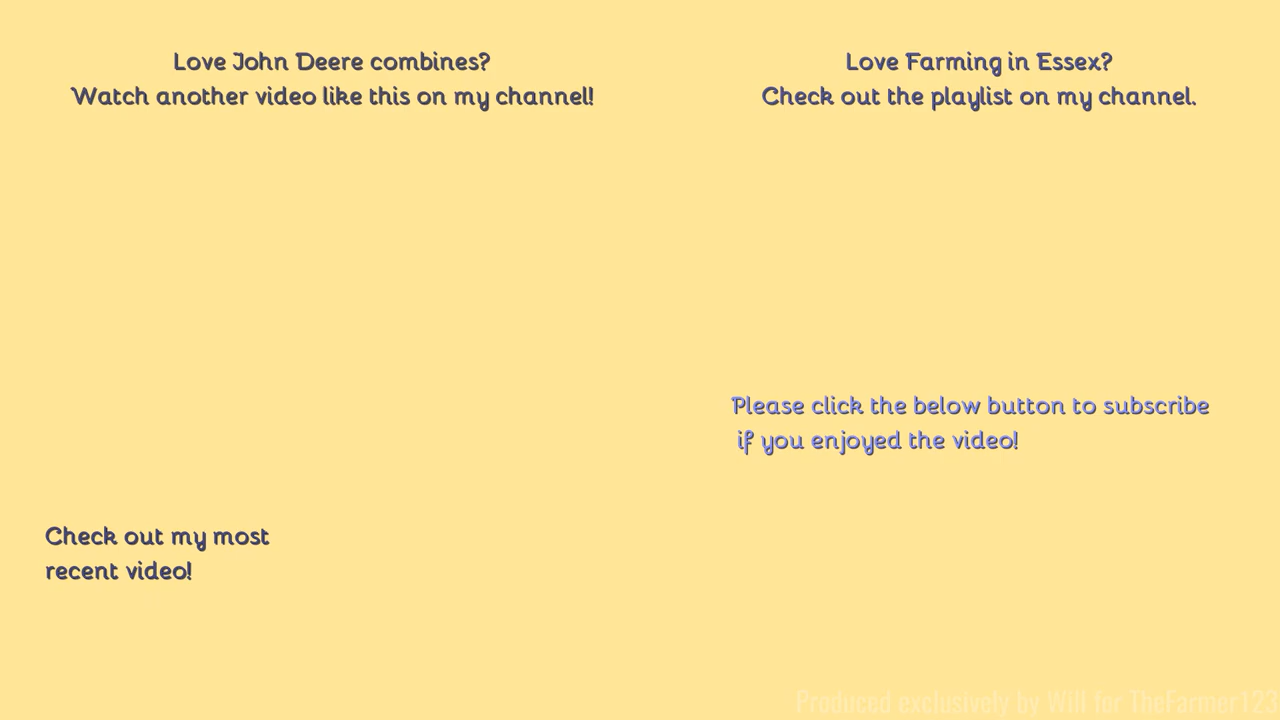 Love John Deere combines?
Watch another video like this on my channel!
Love Farming in Essex?
Check out the playlist on my channel.
Please click the below button to subscribe
if you enjoyed the video!
Check out my most
recent video!
Produced exclusively by Will for TheFarmer123